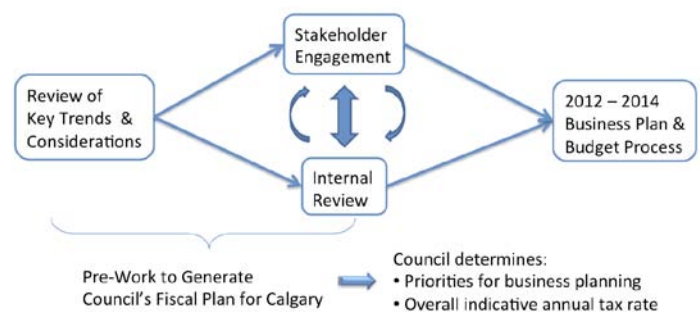 Stakeholder
Engagement
Review of
Key Trends &
Considerations
2012 – 2014
Business Plan &
Budget Process
Internal
Review
Pre-Work to Generate
Council's Fiscal Plan for Calgary
Council determines:
• Priorities for business planning
• Overall indicative annual tax rate